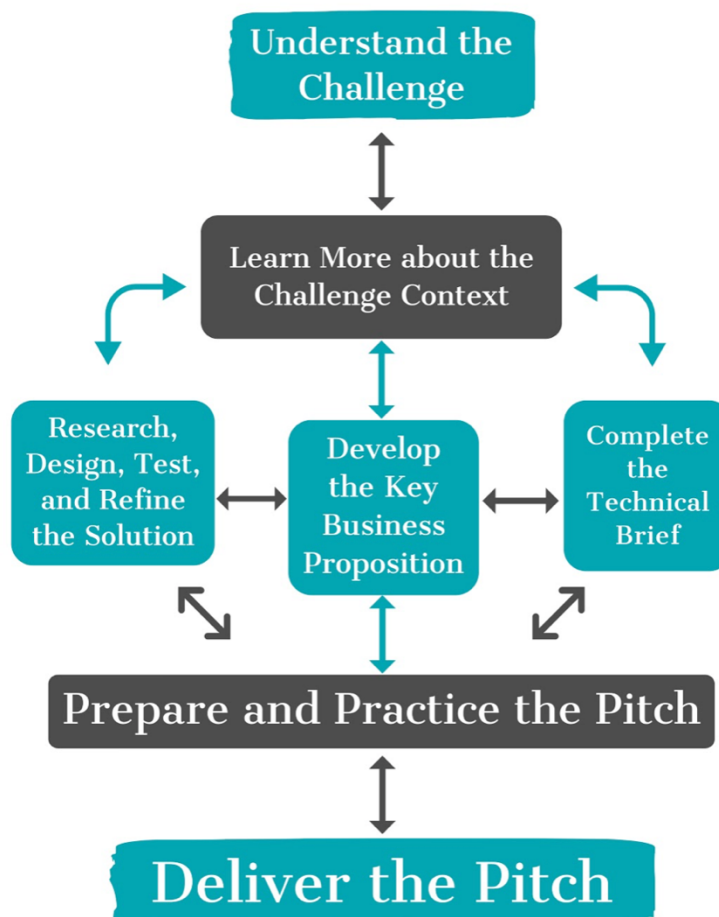 Understand the
Challenge
Learn More about the
Challenge Context
Research,
Design, Test,
and Refine
the Solution
Develop
the Key
Business
Proposition
Complete
the
Technical
Brief
Prepare and Practice the Pitch
Deliver the Pitch